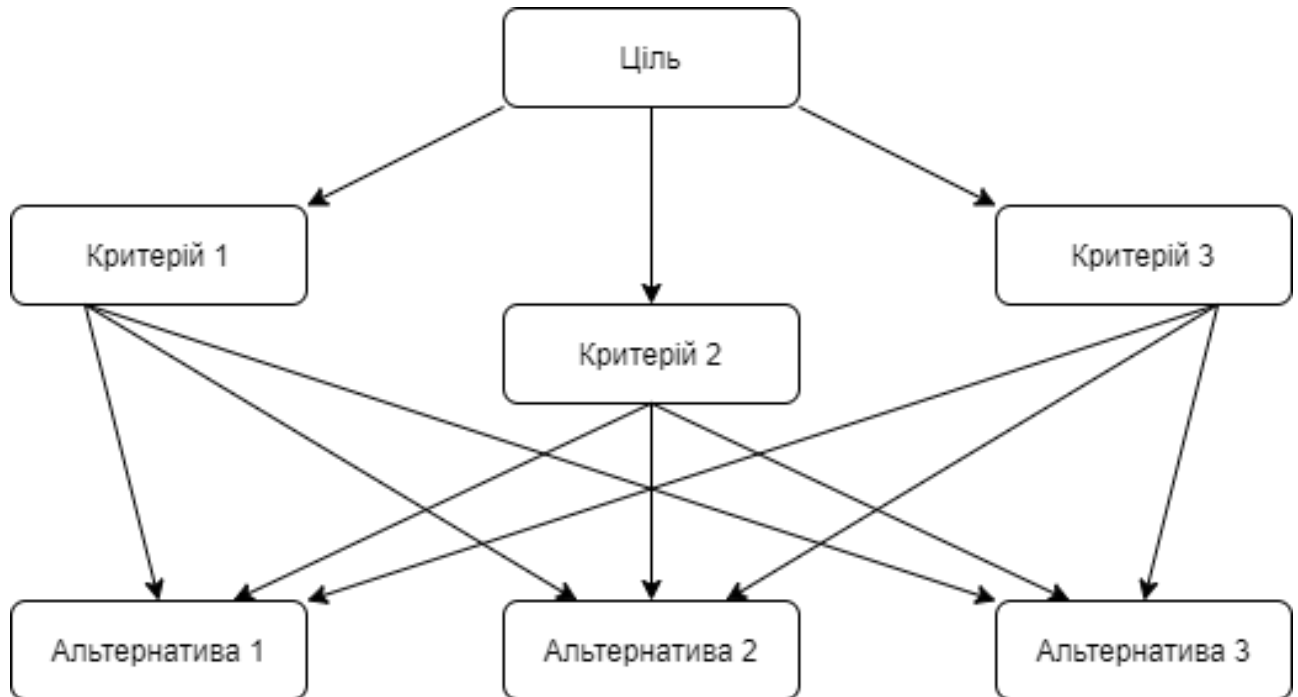 Ціль
Критерій 1
Критерій 3
Критерій 2
Альтернатива 1
Альтернатива 2
Альтернатива 3